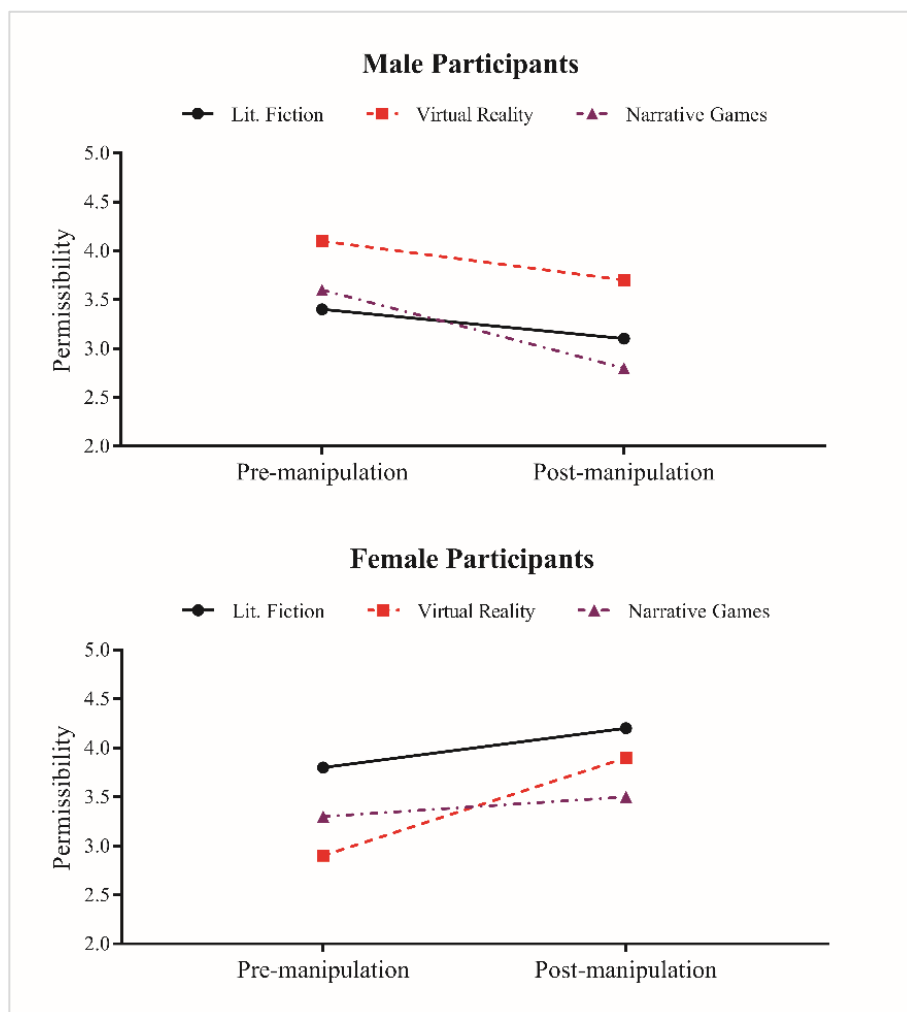 Male Participants
Lit. Fiction Virtual Reality Narrative Games
5.0
4.5
4.0
3.5
3.0
2.5
2.0
Permissibility
Pre-manipulation Post-manipulation
Female Participants
Lit. Fiction Virtual Reality Narrative Games
5.0
4.5
4.0
3.5
3.0
2.5
2.0
Permissibility
Pre-manipulation Post-manipulation